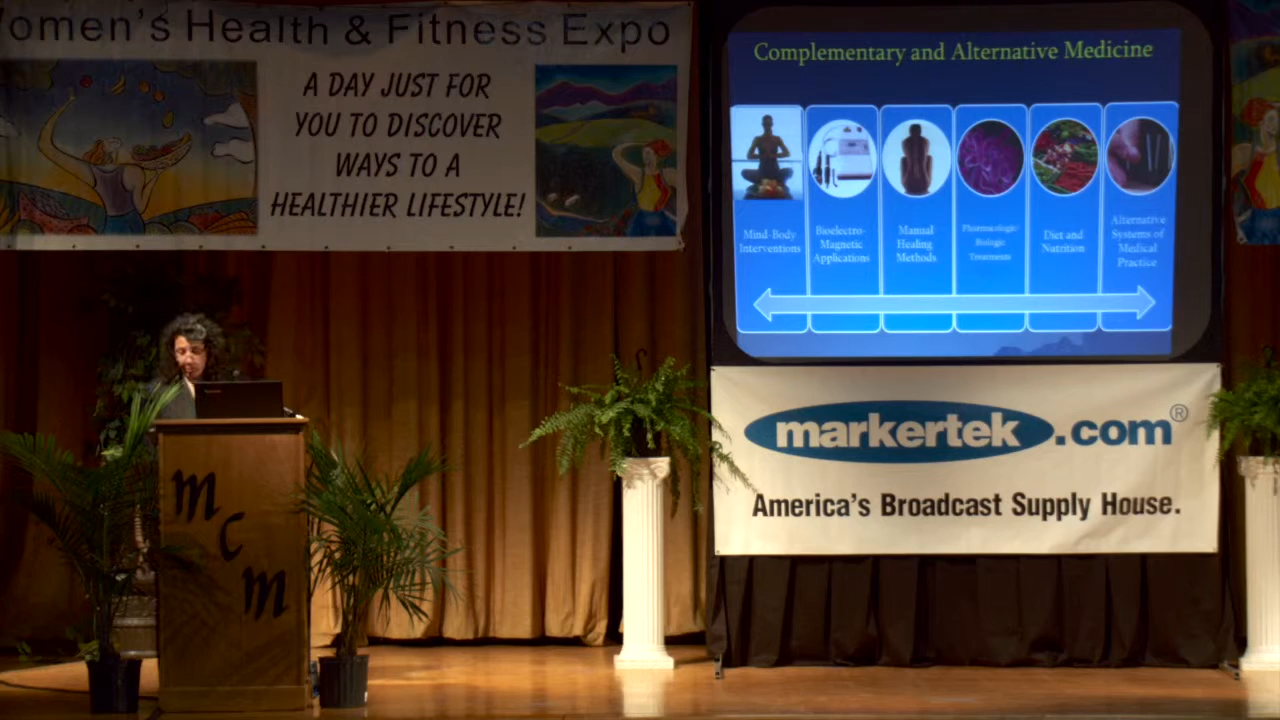 omen's Health & Fitness Expo
A DAY JUST FOR
YOU TO DISCOVER
WAYS TO A
HEALTHIER LIFESTYLE!
Complementary and Alternative Medicine
Mind-Body
Interventions
Bioelectro-
Magnetic
Applications
Manual
Healing
Methods
Pharmacologic/
Biologic
Treatments
Diet and
Nutrition
Alternative
Systems of
Medical
Practice
markertek.com®
America's Broadcast Supply House.
m
c
m